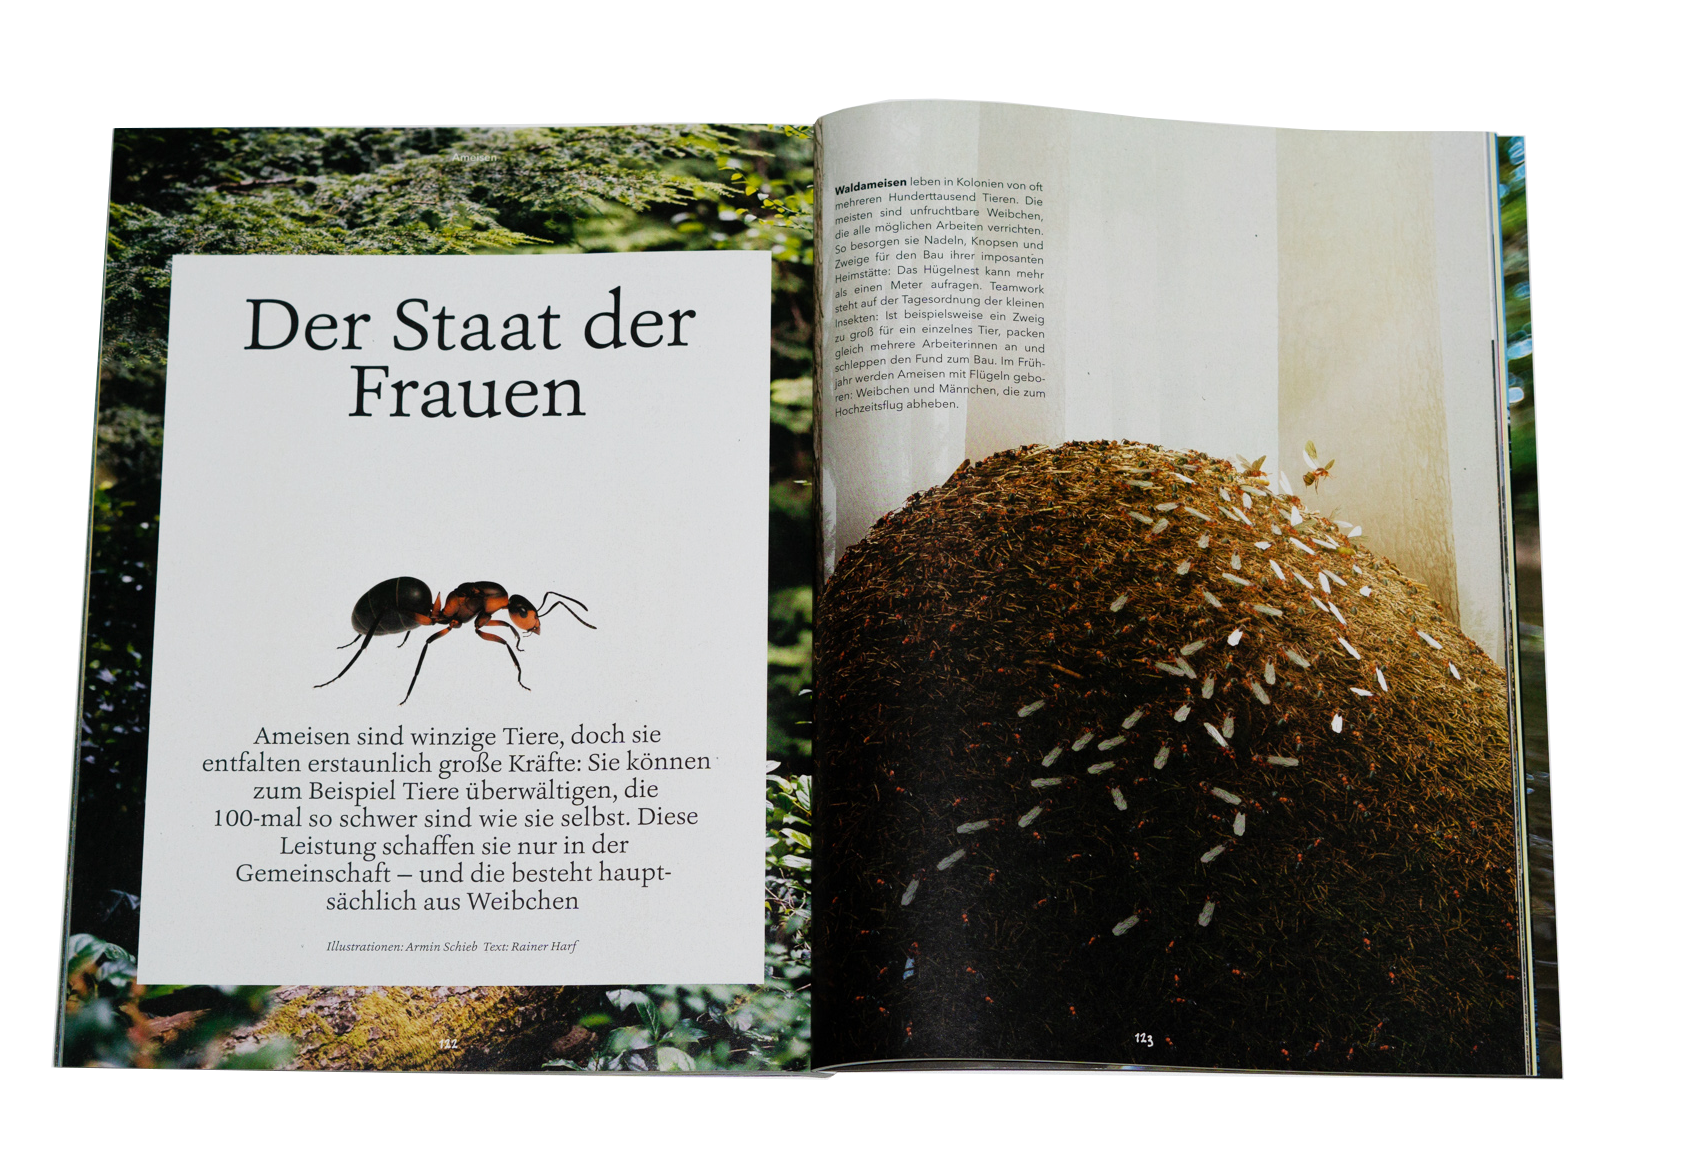 Ameisen
Der Staat der
Frauen
Ameisen sind winzige Tiere, doch sie
entfalten erstaunlich große Kräfte: Sie können
zum Beispiel Tiere überwältigen, die
100-mal so schwer sind wie sie selbst. Diese
Leistung schaffen sie nur in der
Gemeinschaft – und die besteht haupt-
sächlich aus Weibchen
Illustrationen: Armin Schieb Text: Rainer Harf
122
Waldameisen leben in Kolonien von oft
mehreren Hunderttausend Tieren. Die
meisten sind unfruchtbare Weibchen,
die alle möglichen Arbeiten verrichten.
So besorgen sie Nadeln, Knopsen und
Zweige für den Bau ihrer imposanten
Heimstätte: Das Hügelnest kann mehr
als einen Meter aufragen. Teamwork
steht auf der Tagesordnung der kleinen
Insekten: Ist beispielsweise ein Zweig
zu groß für ein einzelnes Tier, packen
gleich mehrere Arbeiterinnen an und
schleppen den Fund zum Bau. Im Früh-
jahr werden Ameisen mit Flügeln gebo-
ren: Weibchen und Männchen, die zum
Hochzeitsflug abheben.
123